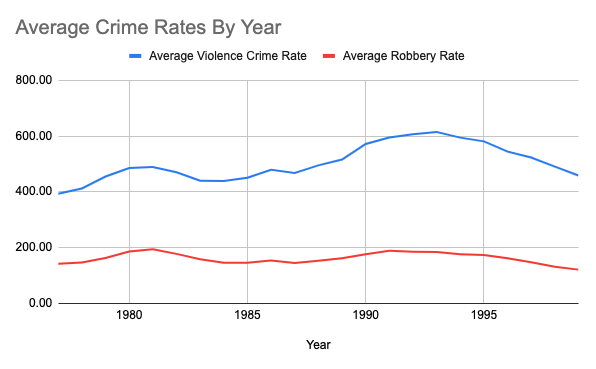 Average Crime Rates By Year
Average Violence Crime Rate Average Robbery Rate
800.00
600.00
400.00
200.00
0.00
1980 1985 1990 1995
Year